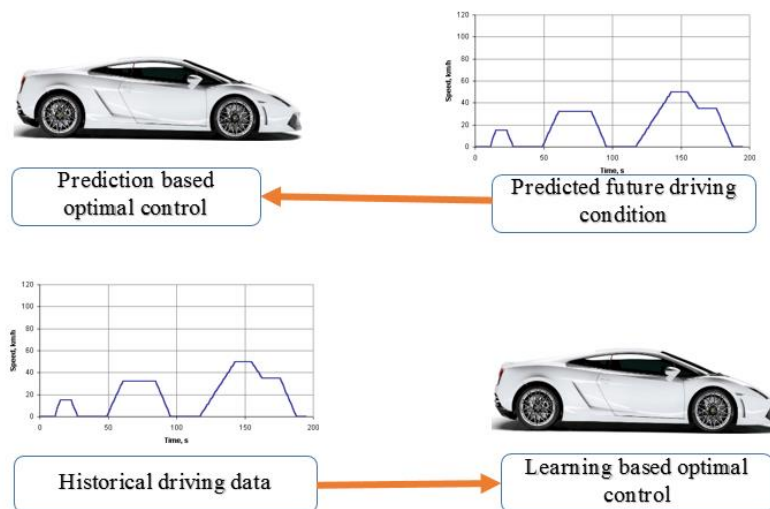 120
100
80
60
40
20
0
Speed, km/h
0 50 100 150 200
Time, s
Prediction based
optimal control
Predicted future driving
condition
120
100
80
60
40
20
0
Speed, km/h
0 50 100 150 200
Time, s
Historical driving data
Learning based optimal
control